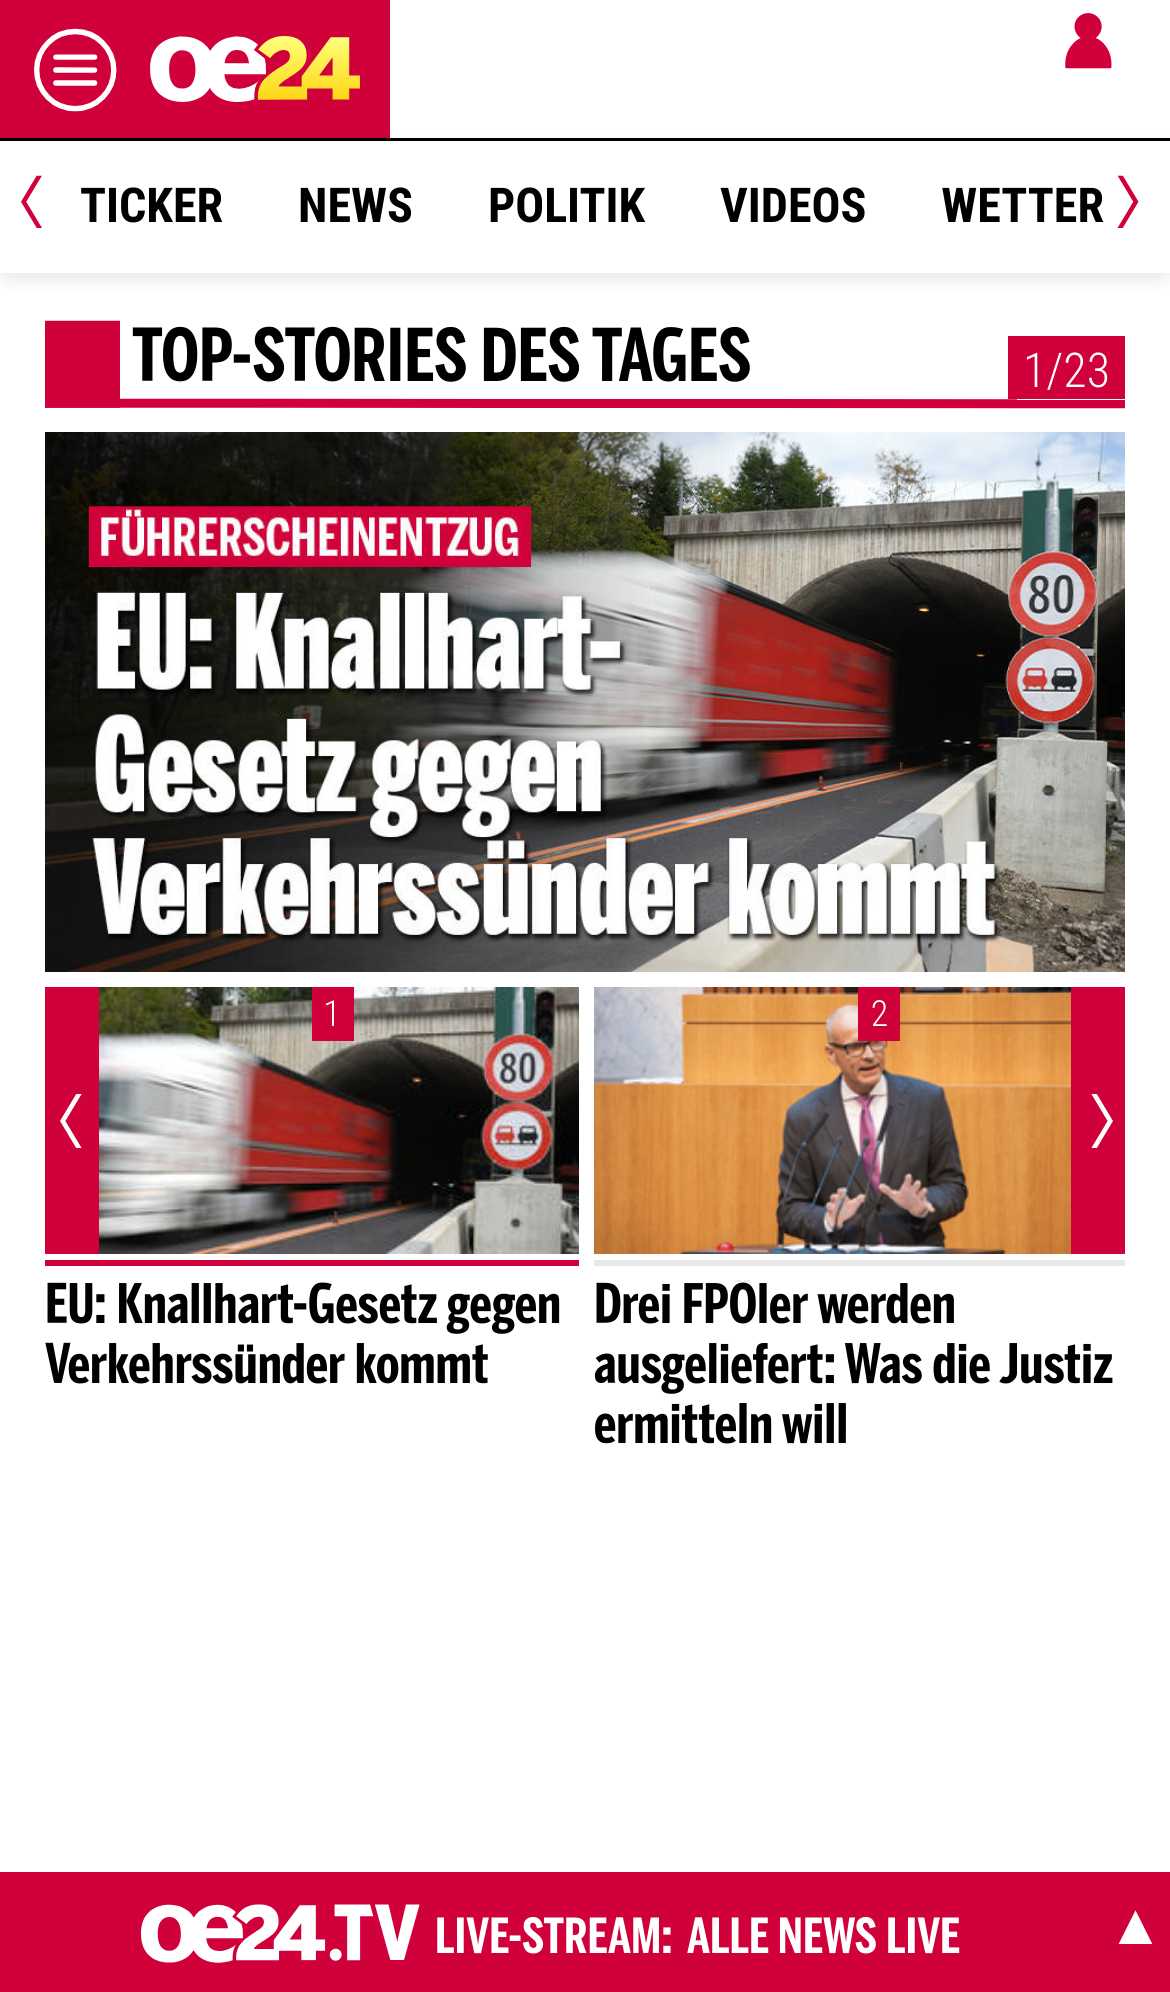 oe24
TICKER NEWS POLITIK VIDEOS WETTER
TOP-STORIES DES TAGES
1/23
FÜHRERSCHEINENTZUG
EU: Knallhart-
Gesetz gegen
Verkehrssünder kommt
80
1
80
2
EU: Knallhart-Gesetz gegen
Verkehrssünder kommt
Drei FPÖler werden
ausgeliefert: Was die Justiz
ermitteln will
oe24.TV LIVE-STREAM: ALLE NEWS LIVE